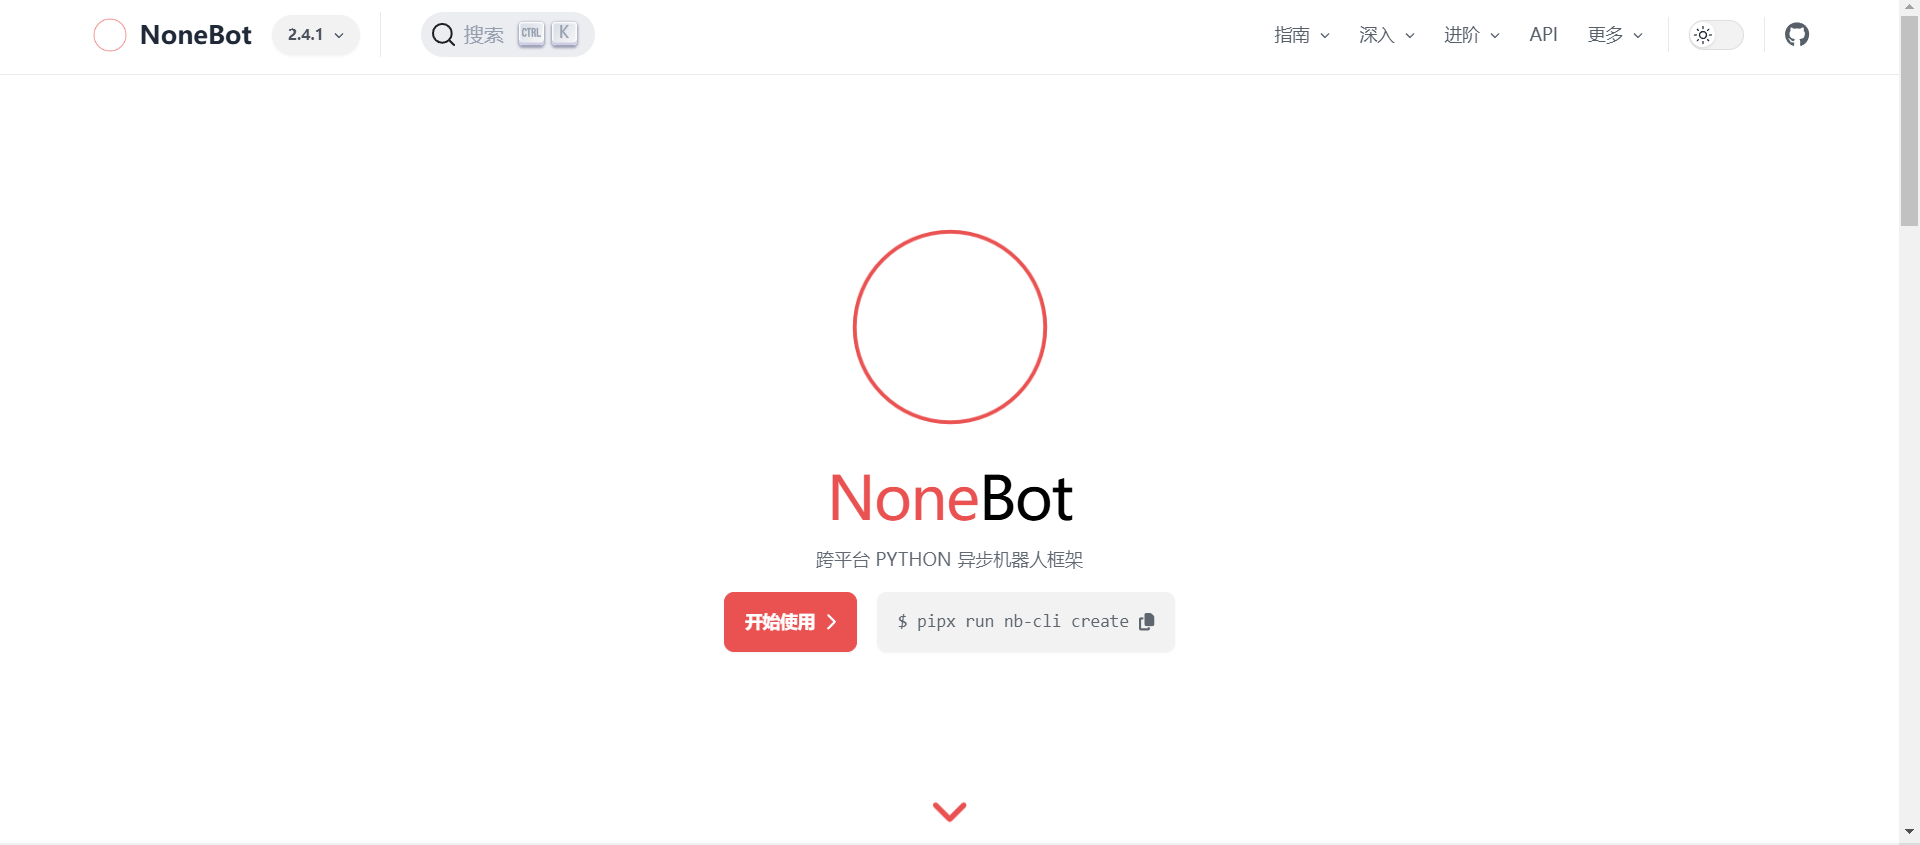 NoneBot 2.4.1 搜索 CTRL K 指南 深入 进阶 API 更多
NoneBot
跨平台 PYTHON 异步机器人框架
开始使用 $ pipx run nb-cli create